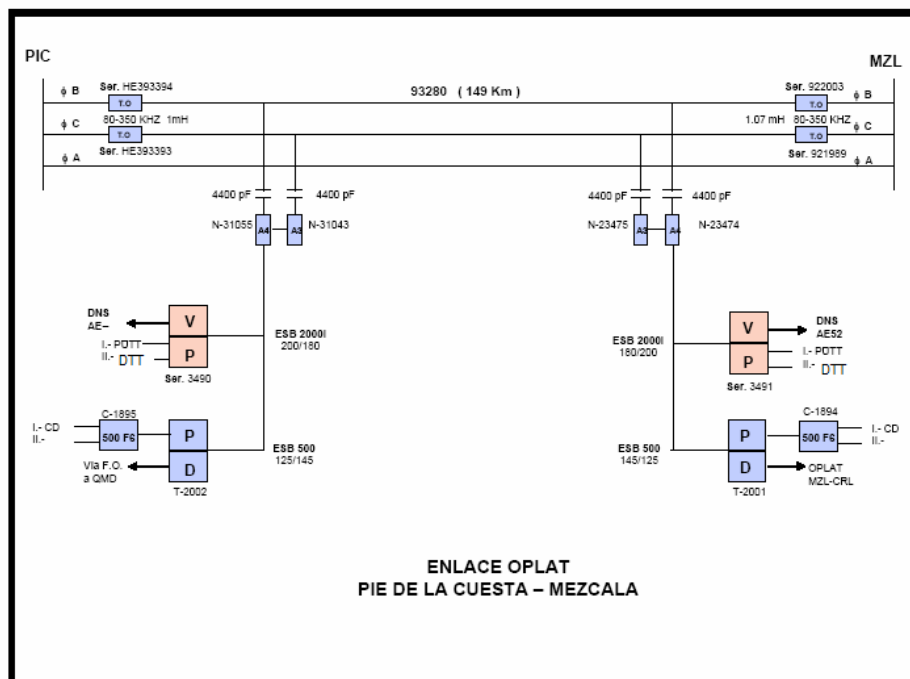 PIC
MZL
ϕ B
Ser. HE393394
93280 ( 149 Km )
Ser. 922003
ϕ B
T.O
T.O
ϕ C
80-350 KHZ 1mH
1.07 mH 80-350 KHZ
ϕ C
T.O
T.O
Ser. HE393393
Ser. 921989
ϕ A
ϕ A
4400 pF
4400 pF
4400 pF
4400 pF
N-31055
A4
A3
N-31043
N-23475
A3
A4
N-23474
DNS
AE–
V
ESB 2000I
200/180
I.- POTT
II.- DTT
P
Ser. 3490
ESB 2000I
180/200
V
DNS
AE52
P
I.- POTT
II.- DTT
Ser. 3491
C-1895
I.- CD
II.-
500 F6
P
ESB 500
125/145
Via F.O.
a QMD
D
T-2002
ESB 500
145/125
P
C-1894
500 F6
I.- CD
II.-
D
OPLAT
MZL-CRL
T-2001
ENLACE OPLAT
PIE DE LA CUESTA – MEZCALA